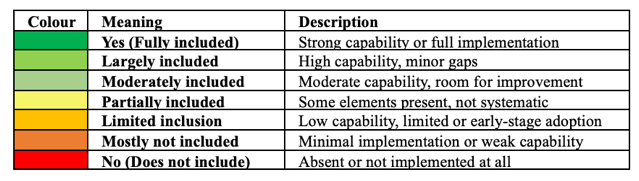 Colour Meaning Description
Yes (Fully included) Strong capability or full implementation
Largely included High capability, minor gaps
Moderately included Moderate capability, room for improvement
Partially included Some elements present, not systematic
Limited inclusion Low capability, limited or early-stage adoption
Mostly not included Minimal implementation or weak capability
No (Does not include) Absent or not implemented at all